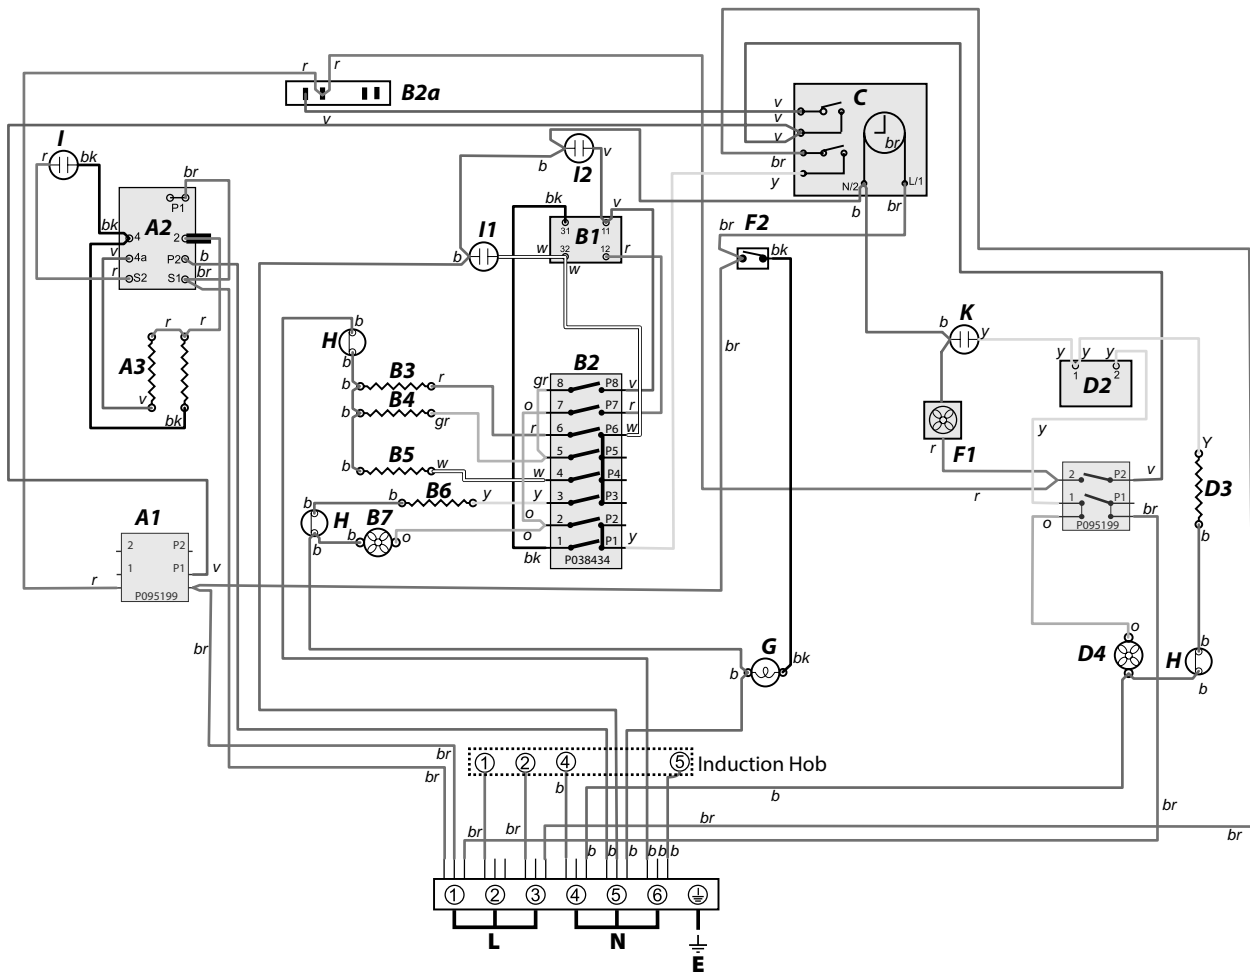 r
r
B2a
v
C
v
v
v
br
br
y
N/2
L/1
b
br
I
r
bk
br
P1
A2
bk
4
2
v
4a
P2
b
r
S2
S1
br
I2
b
v
bk
v
31
11
B1
32
12
r
I1
b
w
w
F2
br
bk
br
r
r
A3
v
bk
H
b
b
B2
b
B3
r
b
B4
gr
b
B5
w
b
B6
y
b
H
b
b
B7
o
gr
8
P8
v
o
7
P7
r
r
6
P6
w
5
P5
w
4
P4
y
3
P3
o
2
P2
o
1
P1
y
bk
P038434
K
b
y
y
y
y
1
2
D2
y
F1
r
r
2
P2
v
1
P1
br
o
P095199
Y
D3
b
A1
2
P2
1
P1
v
r
P095199
br
G
b
bk
o
D4
b
H
b
br
br
1
2
4
5
Induction Hob
b
b
br
br
br
br
br
b
b
b
b
b
b
1
2
3
4
5
6
L
N
E